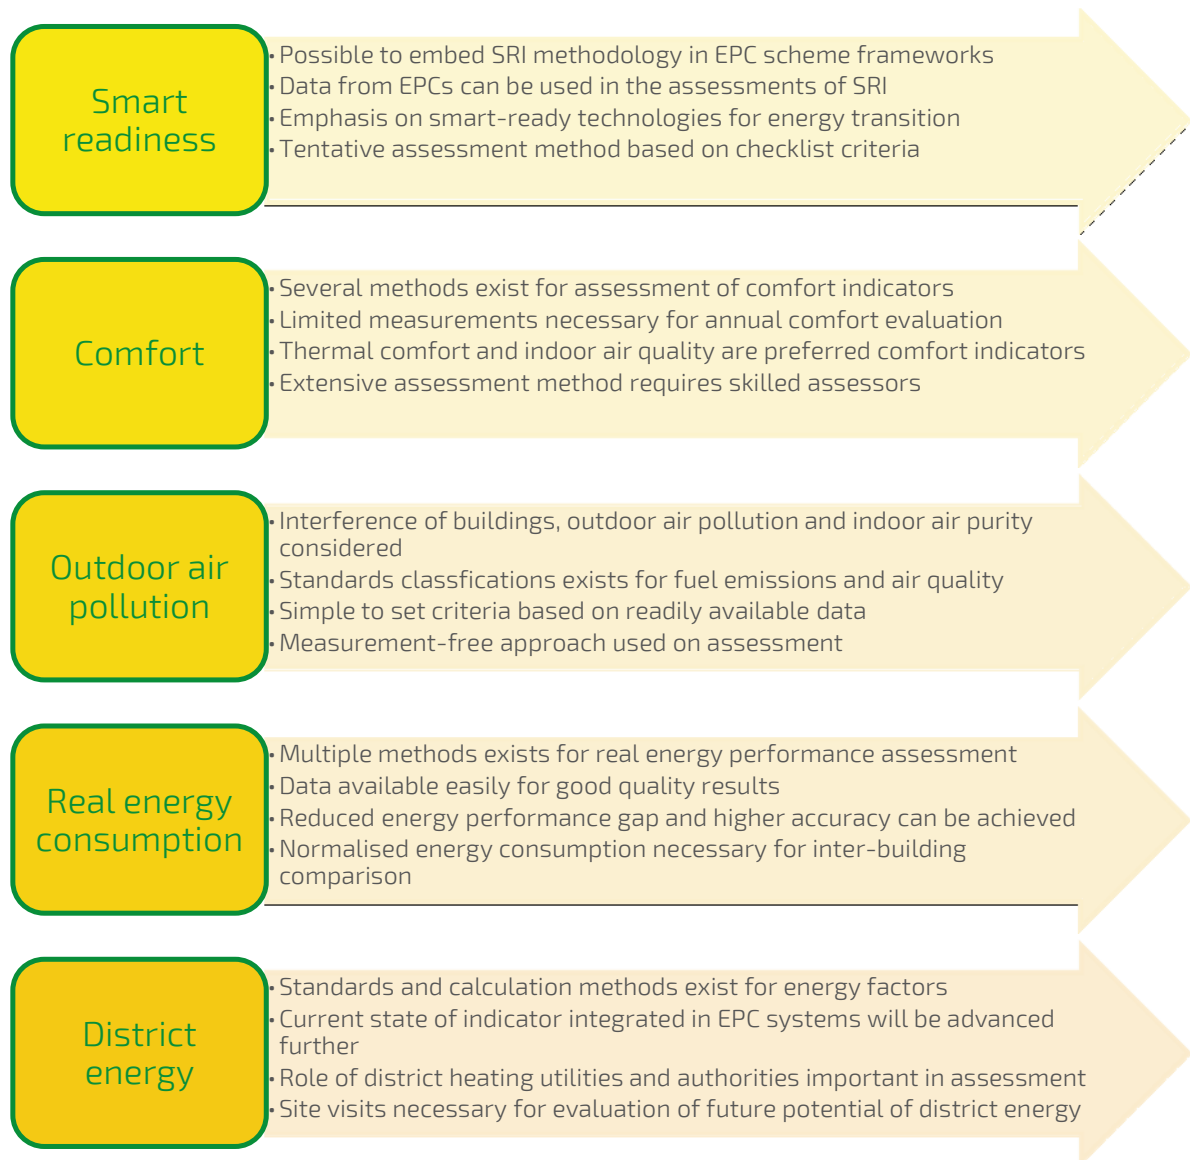 Smart
readiness
• Possible to embed SRI methodology in EPC scheme frameworks
• Data from EPCs can be used in the assessments of SRI
• Emphasis on smart-ready technologies for energy transition
• Tentative assessment method based on checklist criteria
Comfort
• Several methods exist for assessment of comfort indicators
• Limited measurements necessary for annual comfort evaluation
• Thermal comfort and indoor air quality are preferred comfort indicators
• Extensive assessment method requires skilled assessors
Outdoor air
pollution
• Interference of buildings, outdoor air pollution and indoor air purity
considered
• Standards classfications exists for fuel emissions and air quality
• Simple to set criteria based on readily available data
• Measurement-free approach used on assessment
Real energy
consumption
• Multiple methods exists for real energy performance assessment
• Data available easily for good quality results
• Reduced energy performance gap and higher accuracy can be achieved
• Normalised energy consumption necessary for inter-building
comparison
District
energy
• Standards and calculation methods exist for energy factors
• Current state of indicator integrated in EPC systems will be advanced
further
• Role of district heating utilities and authorities important in assessment
• Site visits necessary for evaluation of future potential of district energy